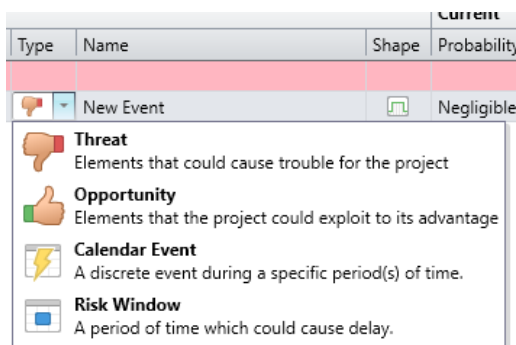 Current
Type Name Shape Probability
New Event Negligible
Threat
Elements that could cause trouble for the project
Opportunity
Elements that the project could exploit to its advantage
Calendar Event
A discrete event during a specific period(s) of time.
Risk Window
A period of time which could cause delay.